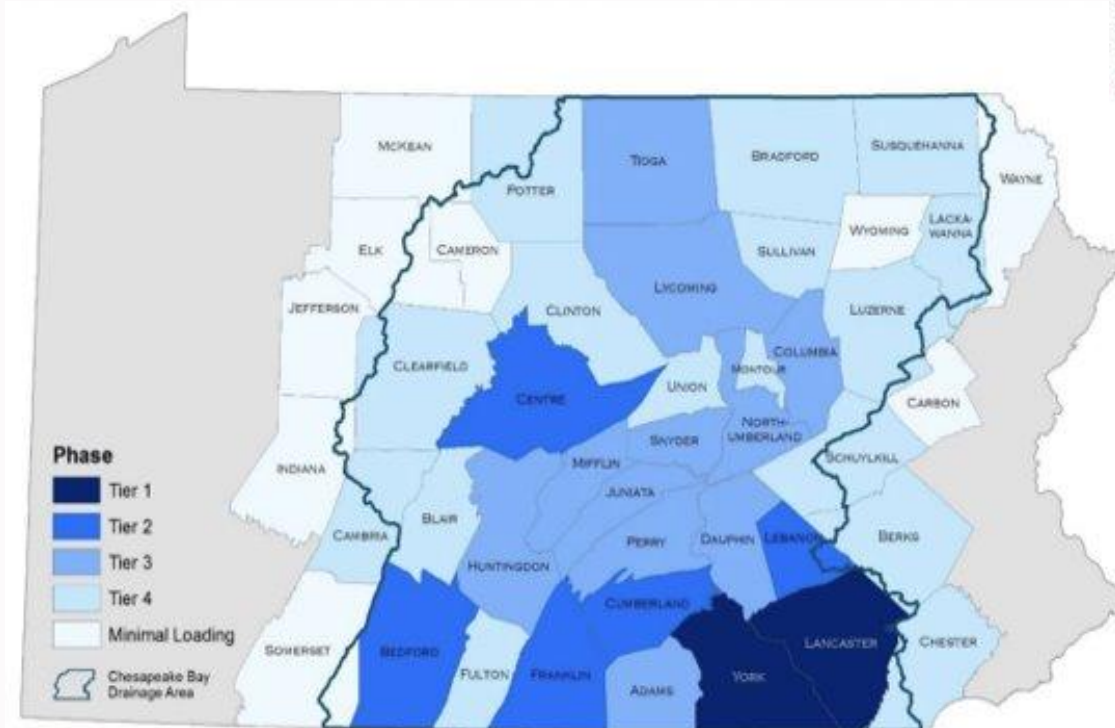 McKEAN
SUSQUEHANNA
TIOGA
BRADFORD
WAYNE
POTTER
LACKA-
WANNA
WYOMING
ELK
CAMERON
SULLIVAN
LYCOMING
JEFFERSON
CLINTON
LUZERNE
CLEARFIELD
COLUMBIA
MONTOUR
UNION
CENTRE
CARBON
NORTH-
UMBERLAND
SNYDER
SCHUYLKILL
MIFFLIN
INDIANA
JUNIATA
BLAIR
CAMBRIA
BERKS
DAUPHIN
LEBANON
PERRY
HUNTINGDON
CUMBERLAND
LANCASTER
CHESTER
SOMERSET
BEDFORD
FULTON
FRANKLIN
YORK
ADAMS
Phase
Tier 1
Tier 2
Tier 3
Tier 4
Minimal Loading
Chesapeake Bay
Drainage Area